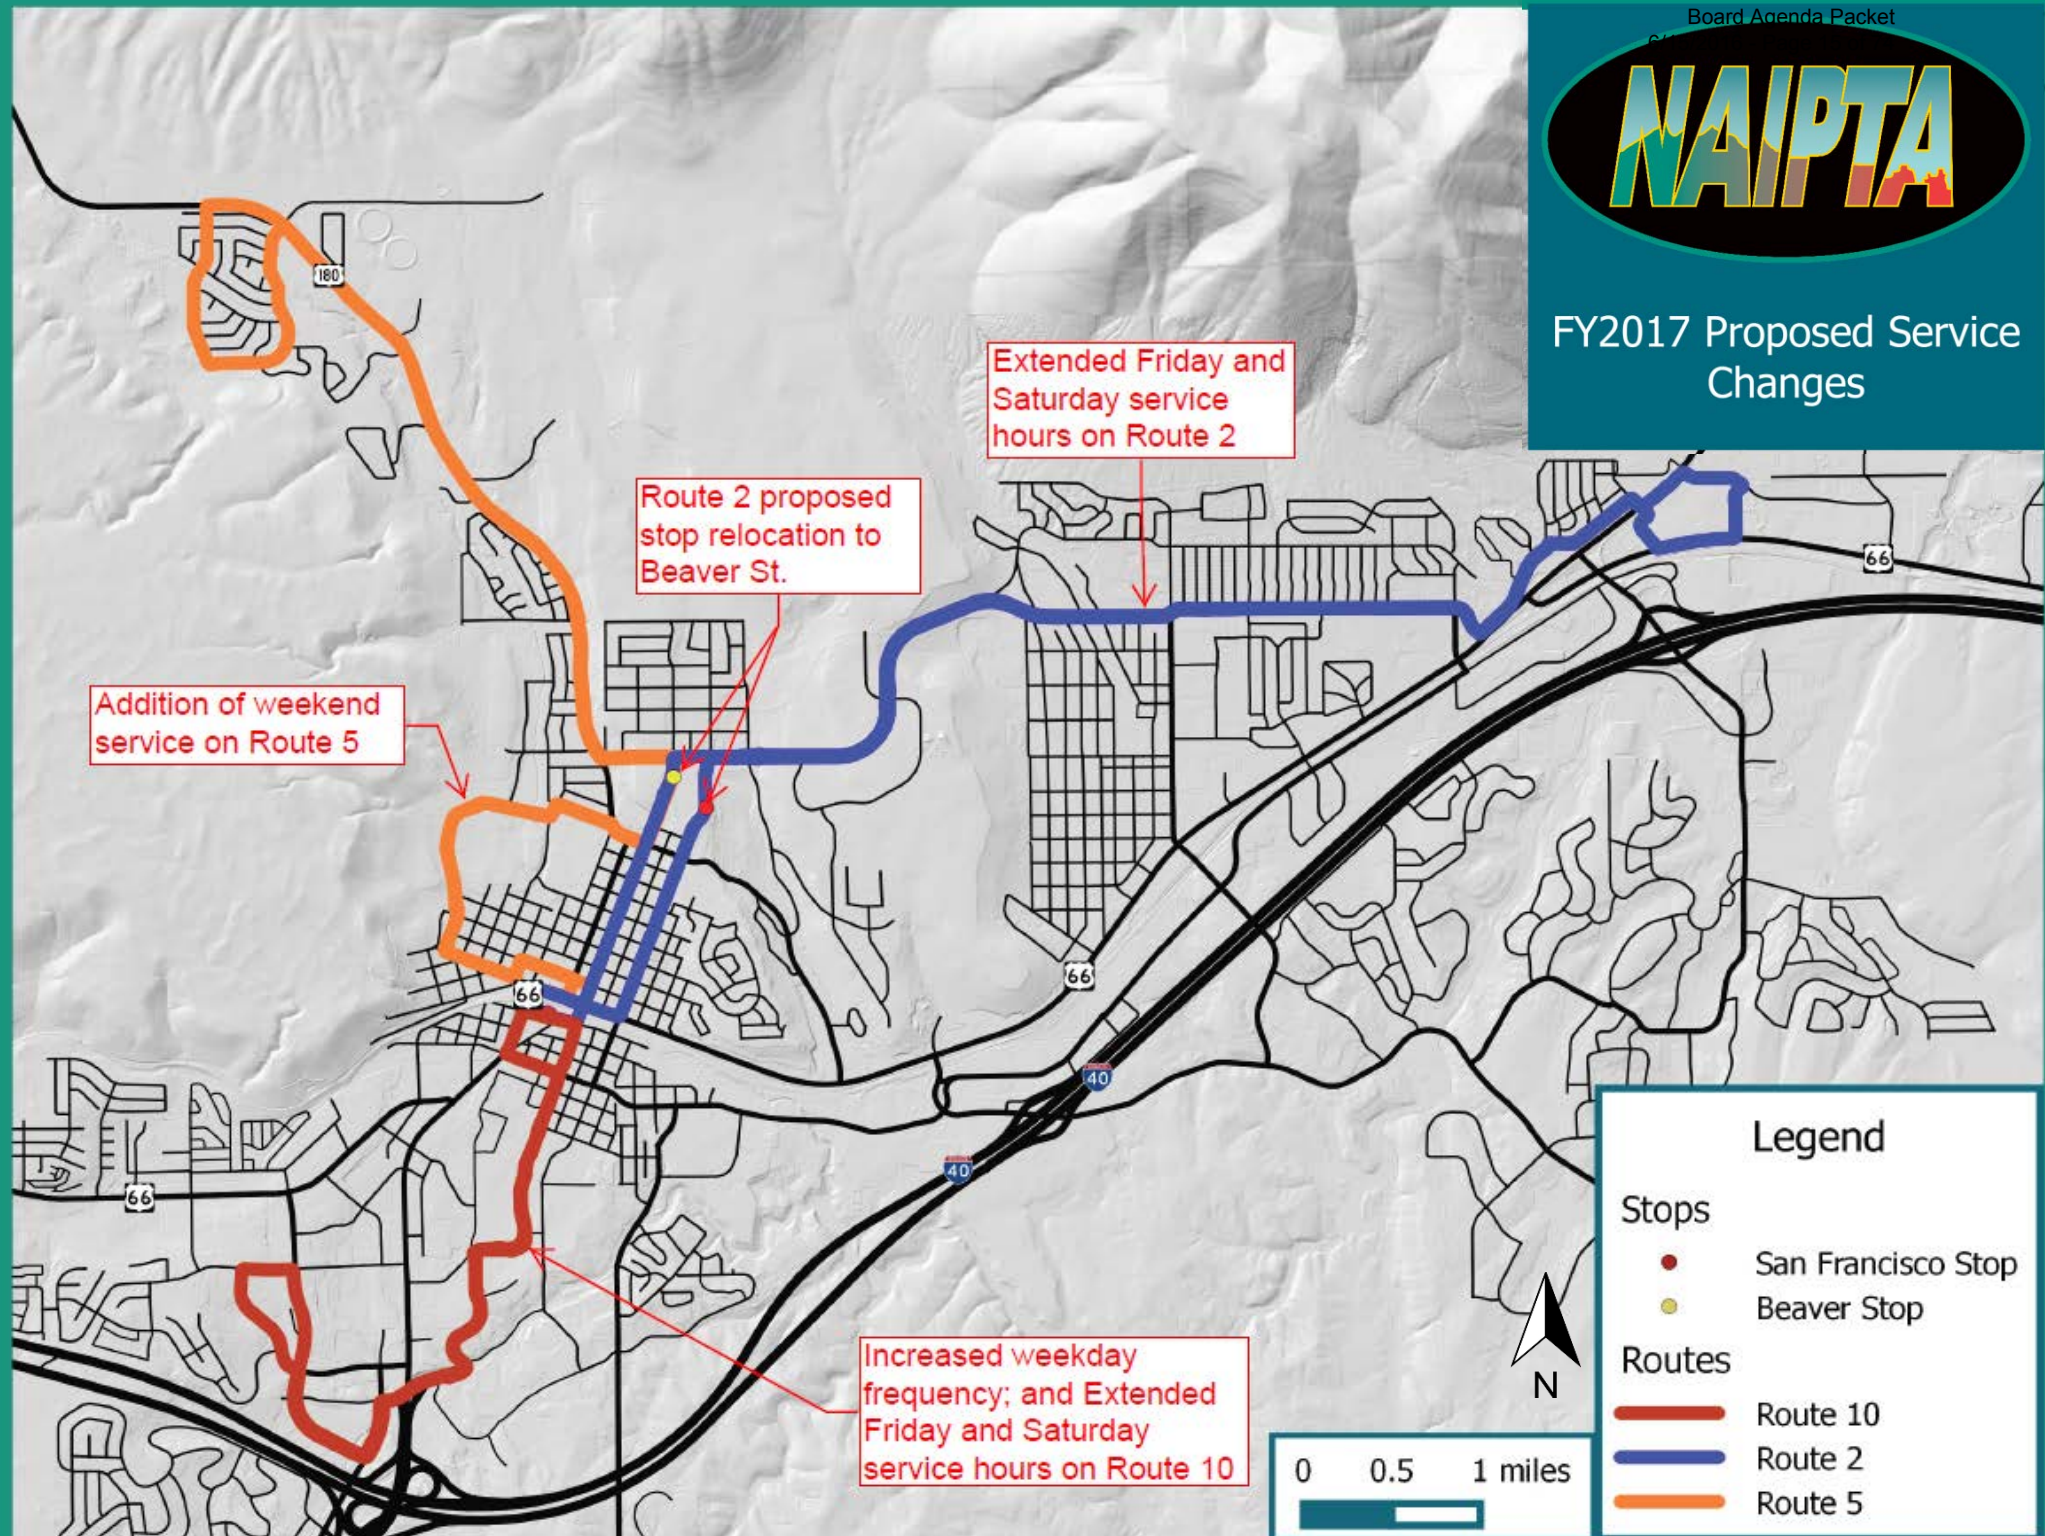 Board Agenda Packet
NAIPTA
FY2017 Proposed Service
Changes
180
Extended Friday and
Saturday service
hours on Route 2
Route 2 proposed
stop relocation to
Beaver St.
66
Addition of weekend
service on Route 5
66
66
40
40
66
Increased weekday
frequency; and Extended
Friday and Saturday
service hours on Route 10
N
0 0.5 1 miles
Legend
Stops
San Francisco Stop
Beaver Stop
Routes
Route 10
Route 2
Route 5